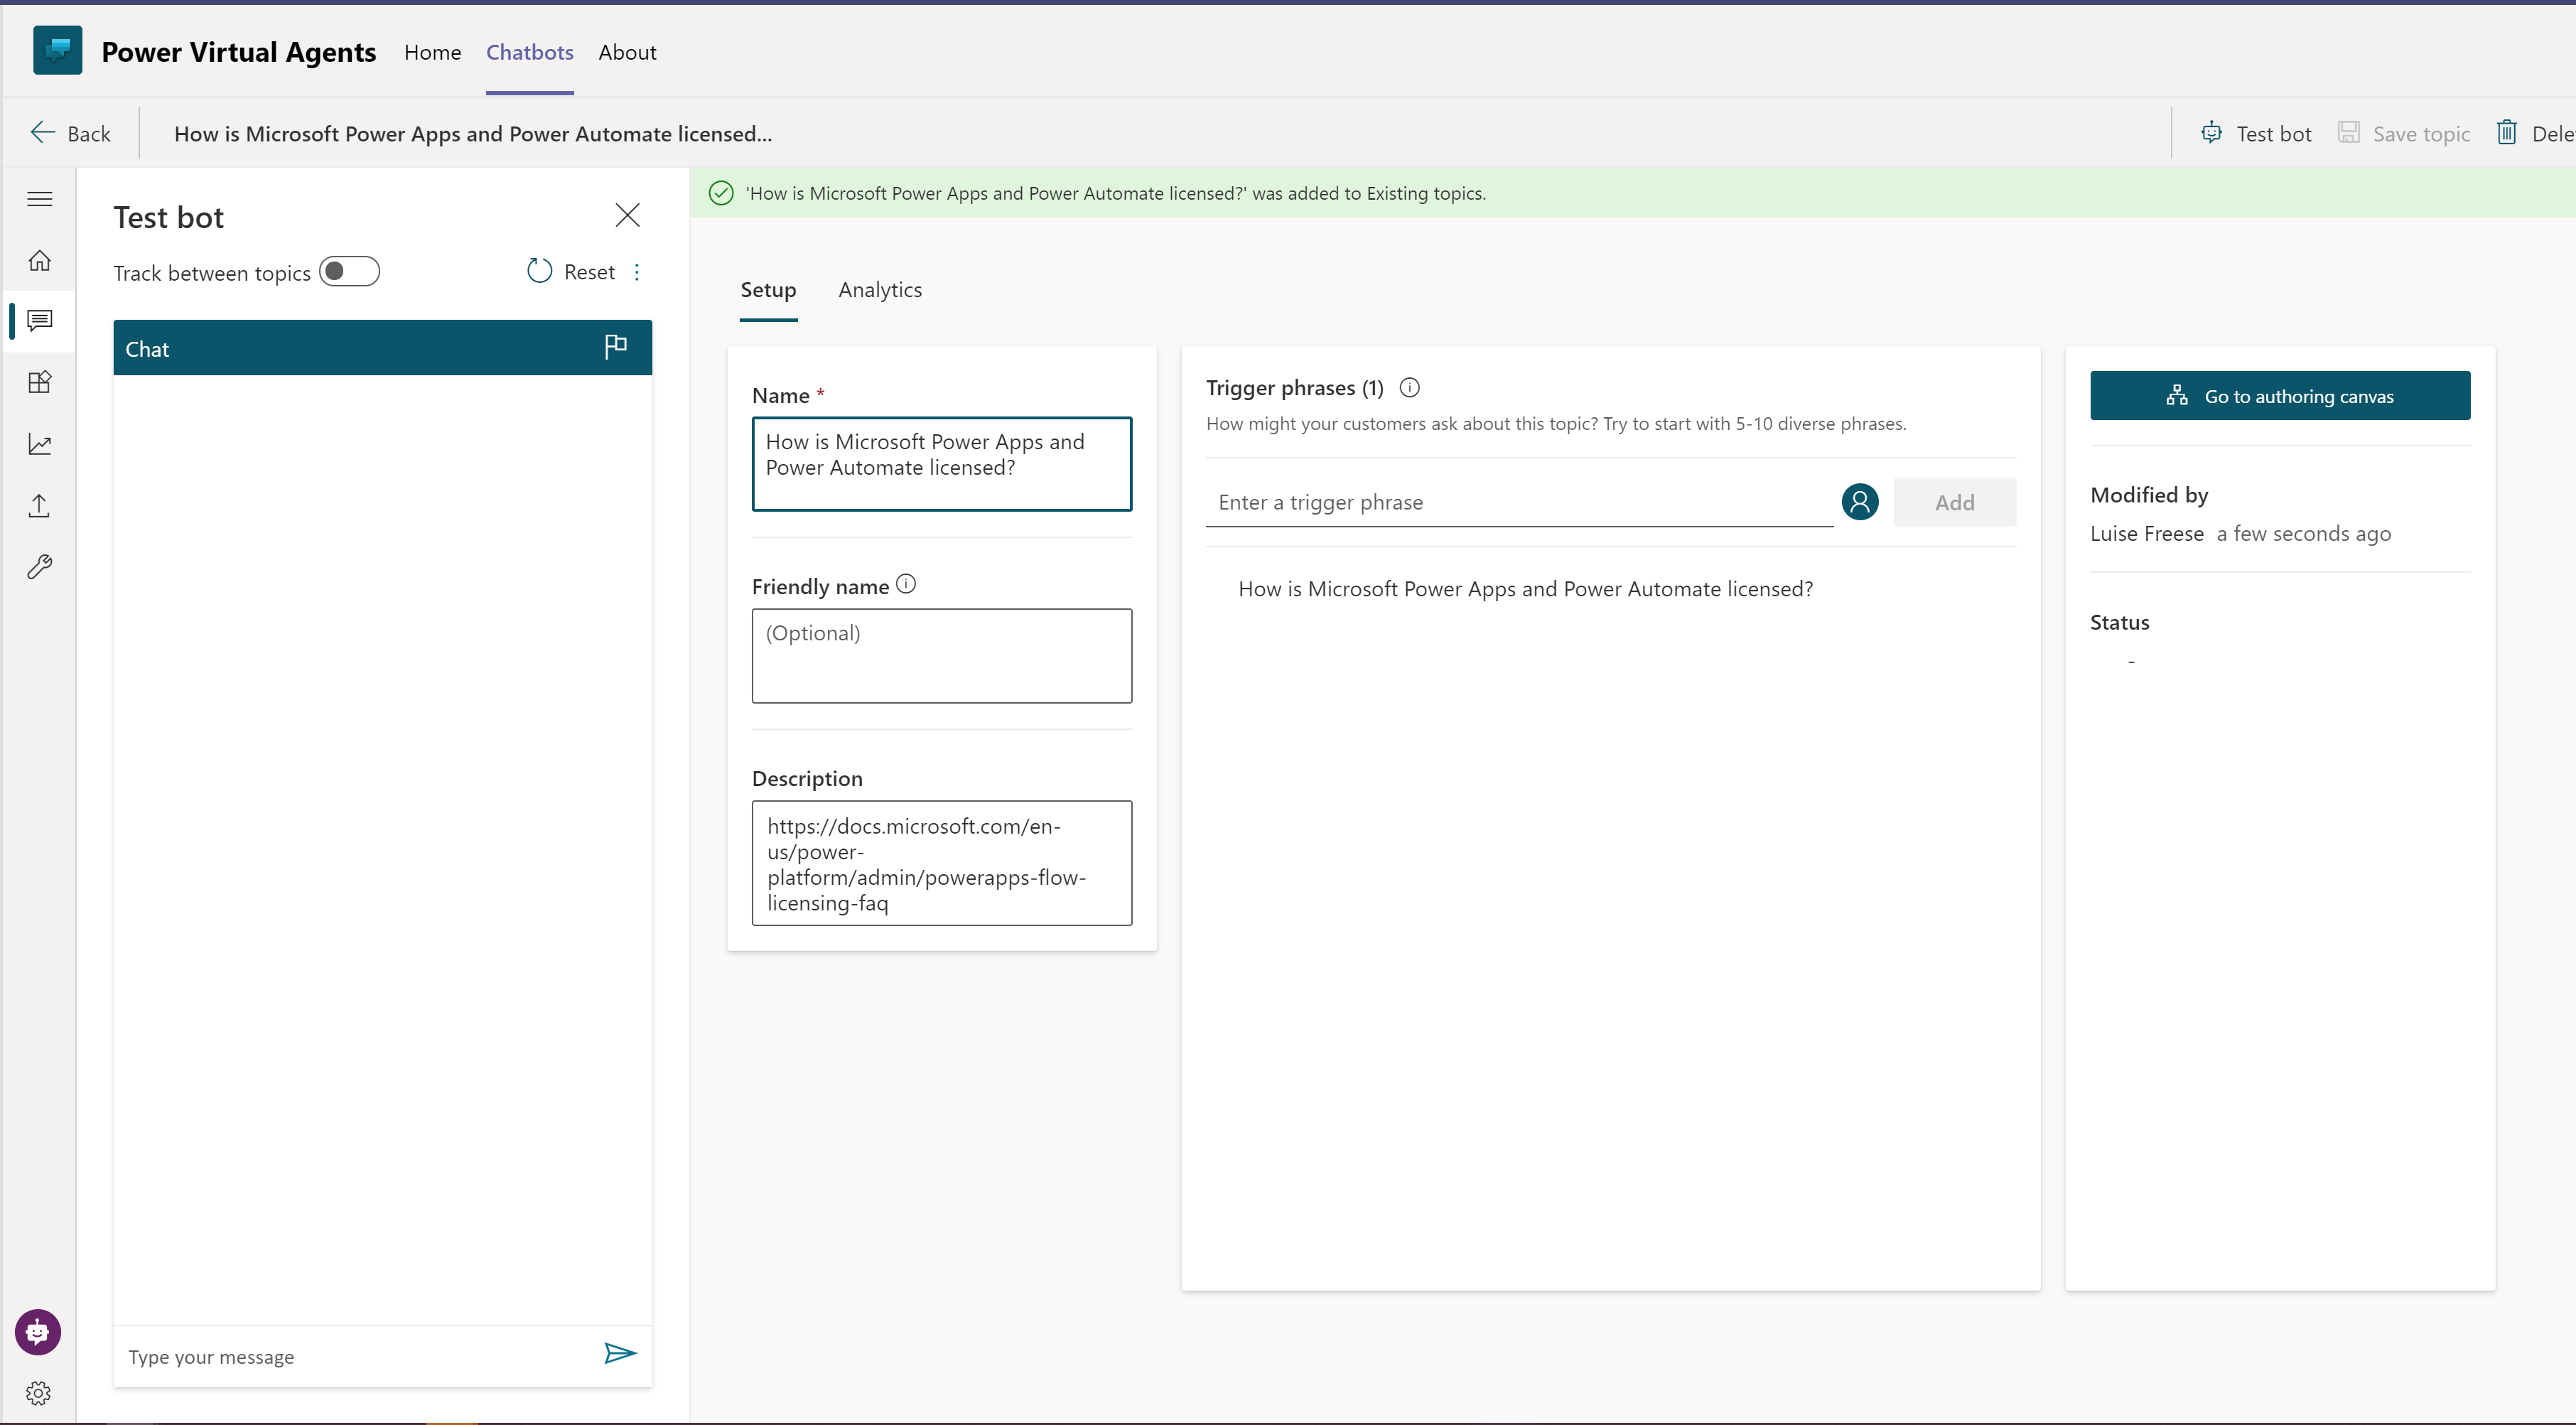 Power Virtual Agents
Home
Chatbots
About
Back
How is Microsoft Power Apps and Power Automate licensed...
Test bot
Save topic
Dele
Test bot
Track between topics
Reset
Chat
Type your message
'How is Microsoft Power Apps and Power Automate licensed?' was added to Existing topics.
Setup
Analytics
Name *
How is Microsoft Power Apps and
Power Automate licensed?
Friendly name
(Optional)
Description
https://docs.microsoft.com/en-
us/power-
platform/admin/powerapps-flow-
licensing-faq
Trigger phrases (1)
How might your customers ask about this topic? Try to start with 5-10 diverse phrases.
Enter a trigger phrase
Add
How is Microsoft Power Apps and Power Automate licensed?
Go to authoring canvas
Modified by
Luise Freese a few seconds ago
Status
-